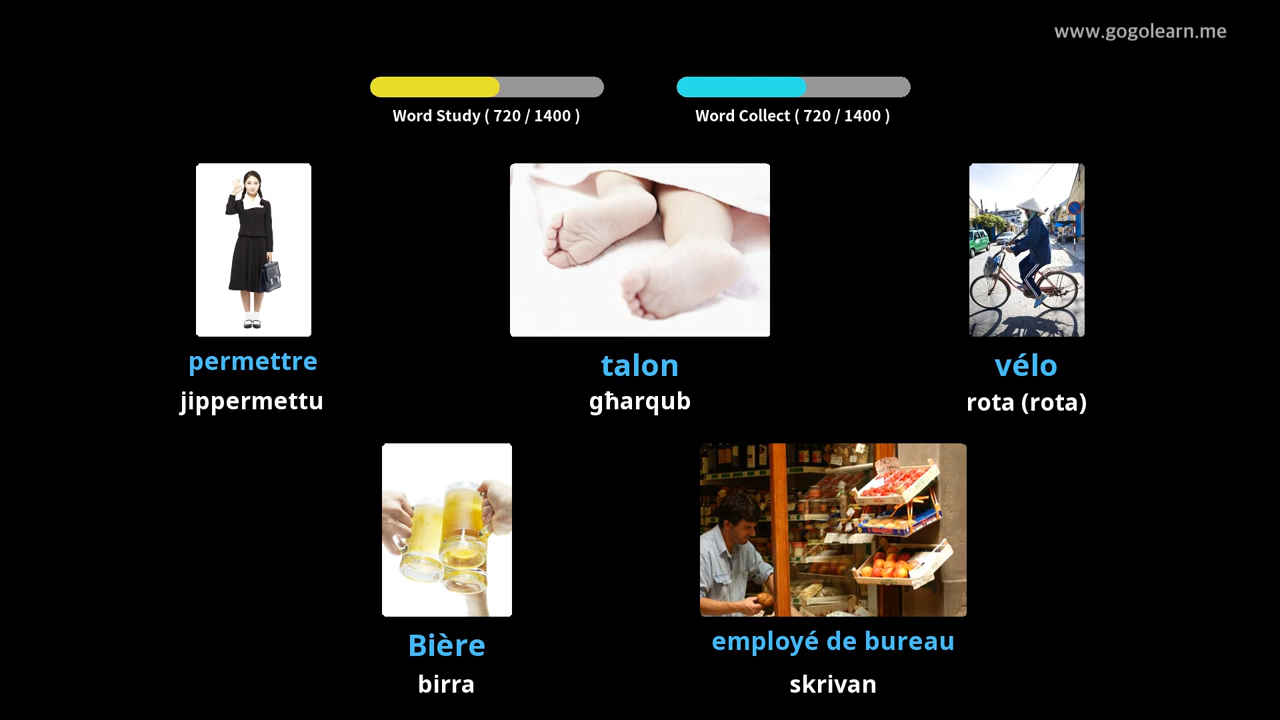 www.gogolearn.me
Word Study ( 720 / 1400 )
Word Collect ( 720 / 1400 )
permettre
jippermettu
talon
għarqub
vélo
rota (rota)
Bière
birra
employé de bureau
skrivan